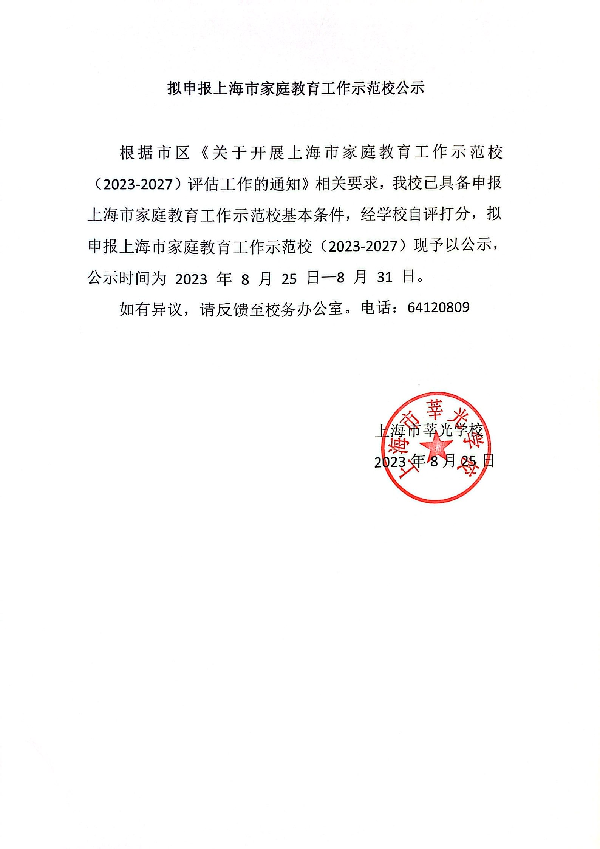 拟申报上海市家庭教育工作示范校公示
根据市区《关于开展上海市家庭教育工作示范校
（2023-2027）评估工作的通知》相关要求，我校已具备申报
上海市家庭教育工作示范校基本条件，经学校自评打分，拟
申报上海市家庭教育工作示范校（2023-2027）现予以公示，
公示时间为 2023 年 8 月 25 日—8 月 31 日。
如有异议，请反馈至校务办公室。电话：64120809
上海市莘光学校
2023 年 8 月 25 日
上海市莘光学校